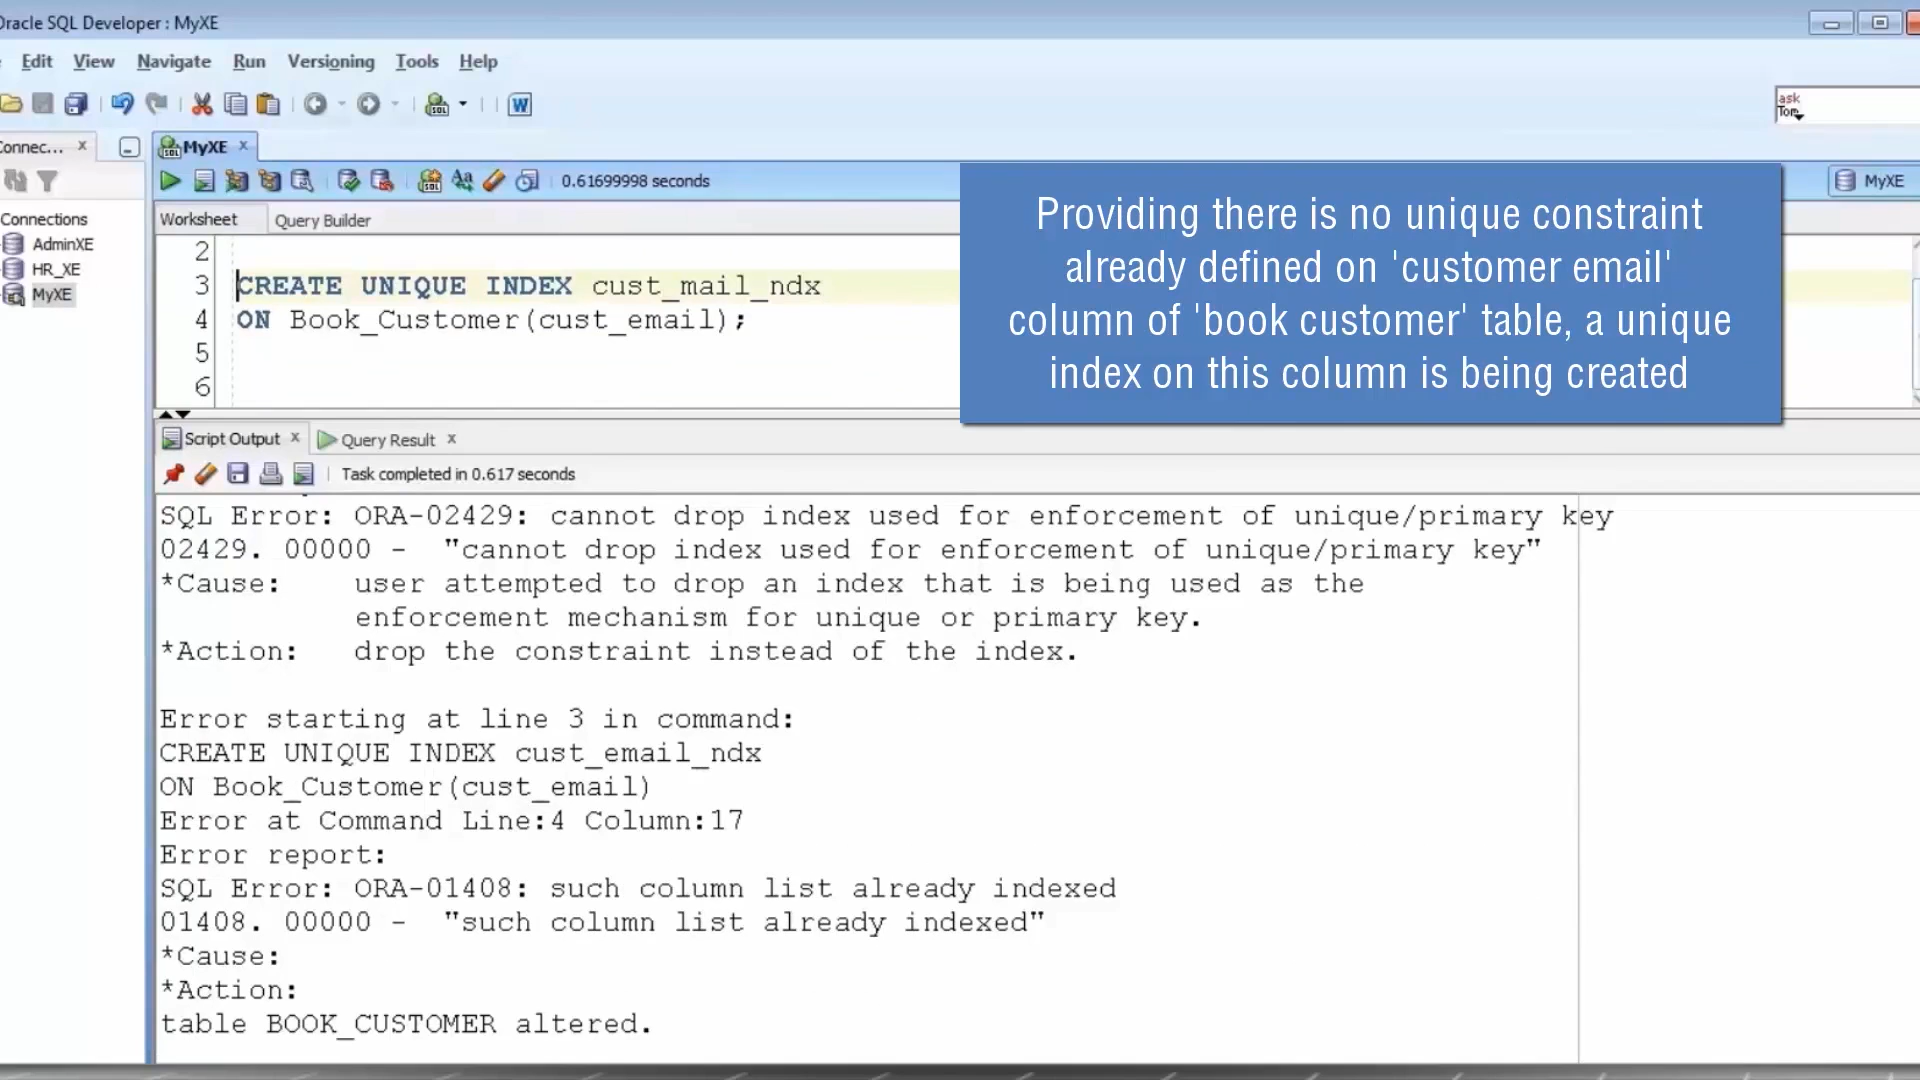 Oracle SQL Developer : MyXE
Edit View Navigate Run Versioning Tools Help
W
ask
Tom
Connec... x
MyXE x
0.61699998 seconds
MyXE
Connections
AdminXE
HR_XE
MyXE
Worksheet Query Builder
2
3 CREATE UNIQUE INDEX cust_mail_ndx
4 ON Book_Customer(cust_email);
5
6
Providing there is no unique constraint
already defined on 'customer email'
column of 'book customer' table, a unique
index on this column is being created
Script Output x Query Result x
Task completed in 0.617 seconds
SQL Error: ORA-02429: cannot drop index used for enforcement of unique/primary key
02429. 00000 - "cannot drop index used for enforcement of unique/primary key"
*Cause: user attempted to drop an index that is being used as the
enforcement mechanism for unique or primary key.
*Action: drop the constraint instead of the index.
Error starting at line 3 in command:
CREATE UNIQUE INDEX cust_email_ndx
ON Book_Customer(cust_email)
Error at Command Line:4 Column:17
Error report:
SQL Error: ORA-01408: such column list already indexed
01408. 00000 - "such column list already indexed"
*Cause:
*Action:
table BOOK_CUSTOMER altered.